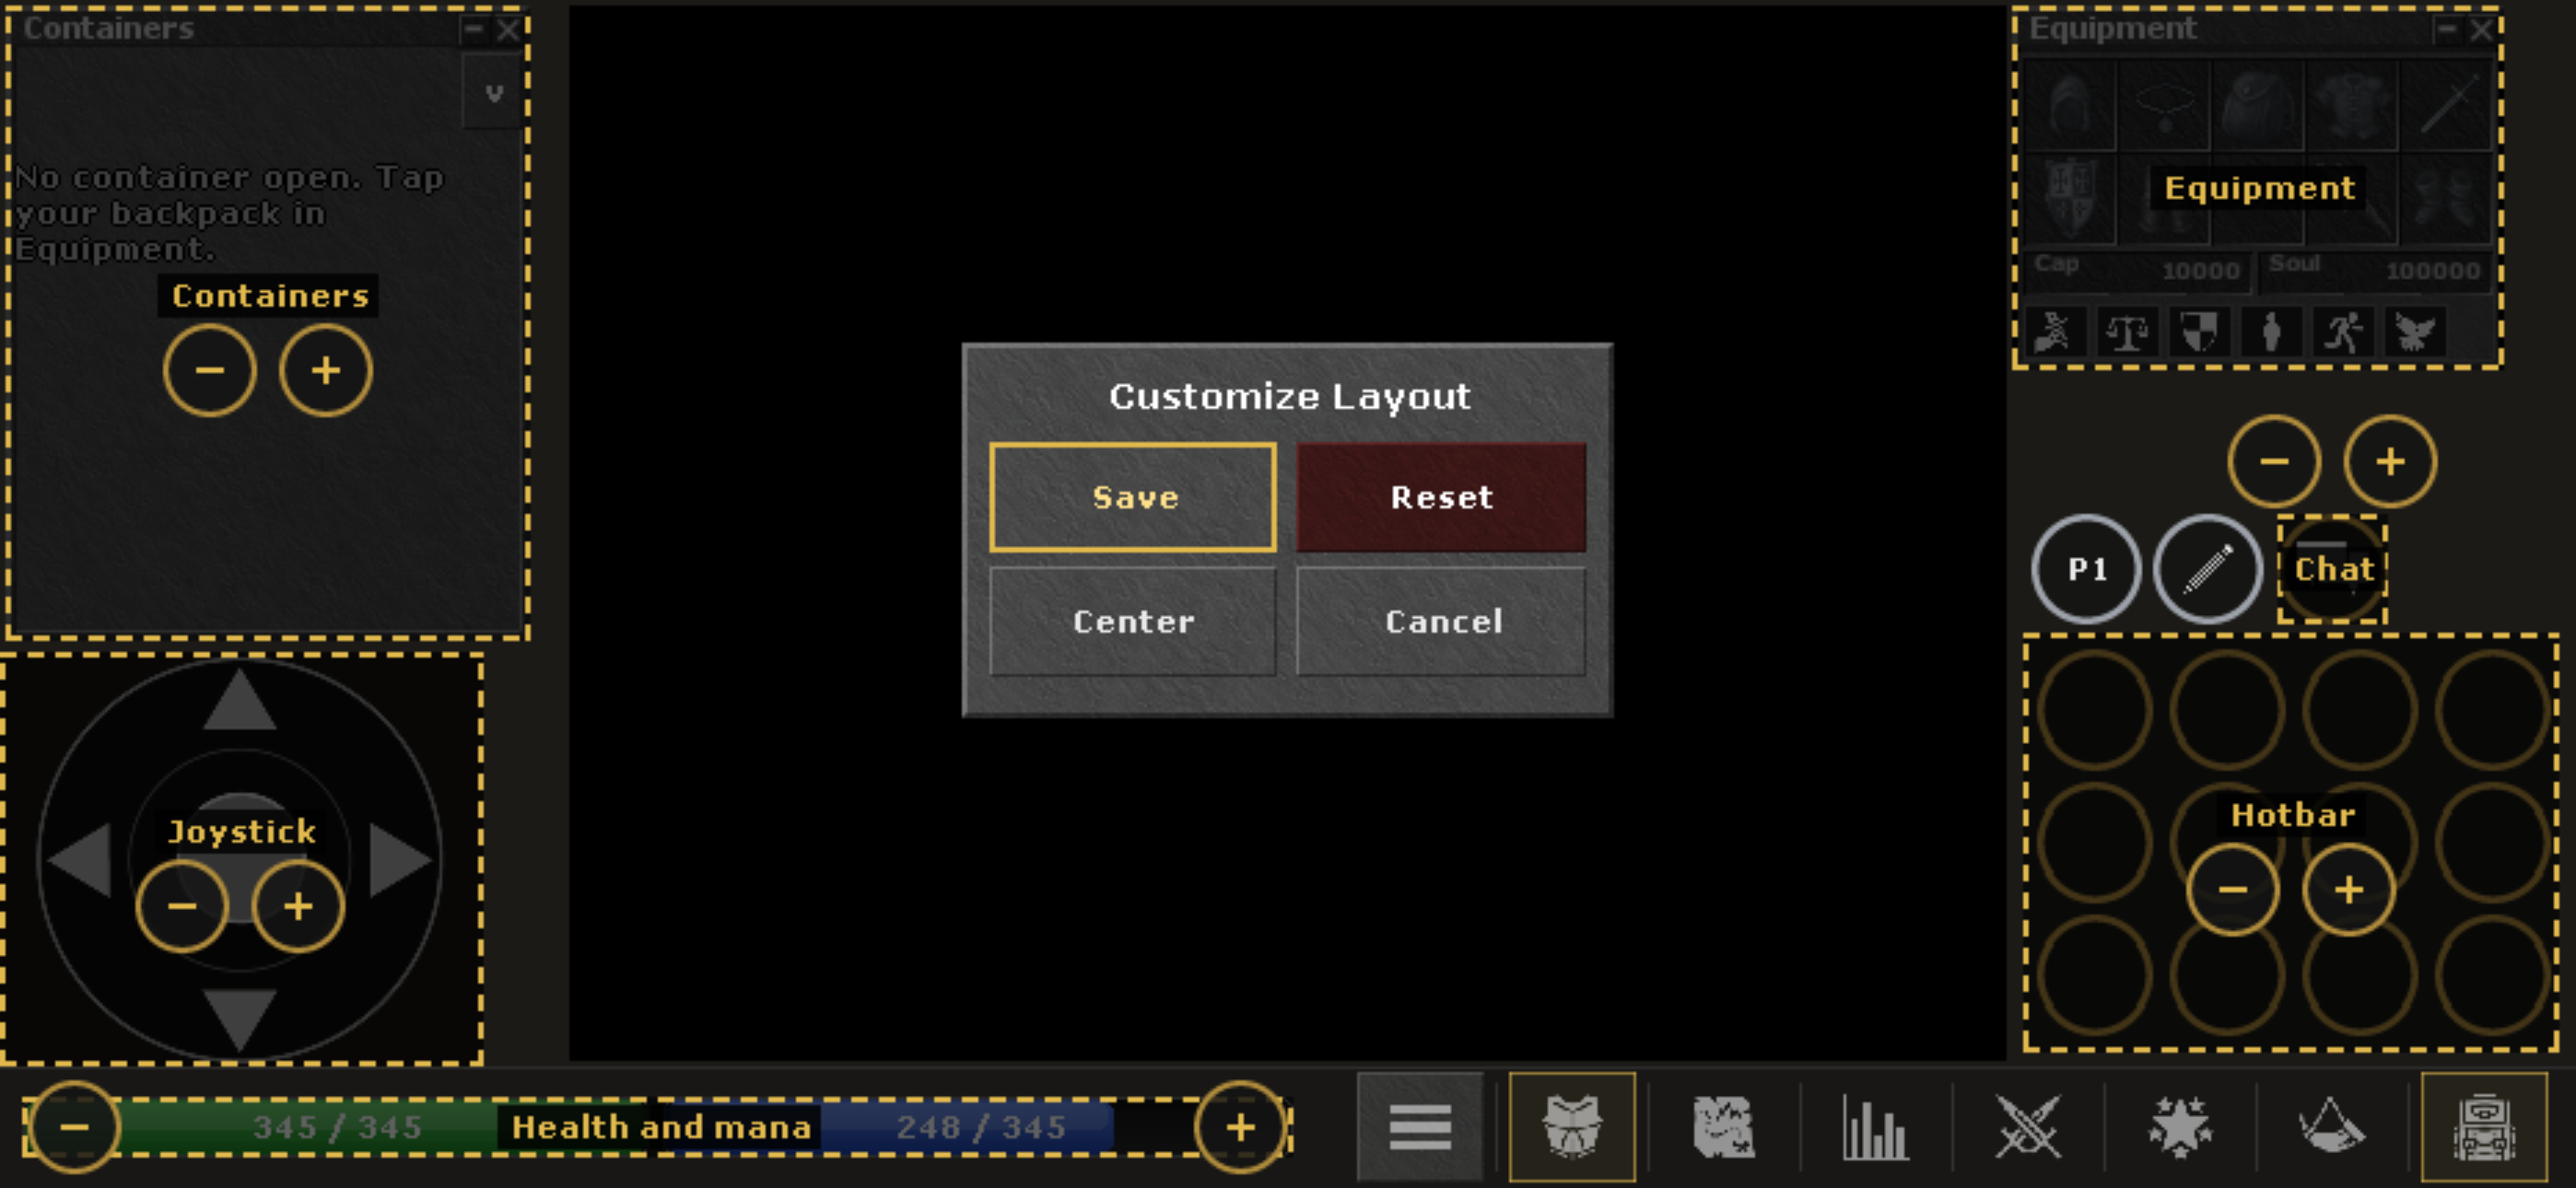 Containers
v
No container open. Tap
your backpack in
Equipment.
Containers
− +
Joystick
− +
Customize Layout
Save
Reset
Center
Cancel
Equipment
Equipment
Cap 10000
Soul 100000
− +
P1
Chat
Hotbar
− +
−
345 / 345
Health and mana
248 / 345
+